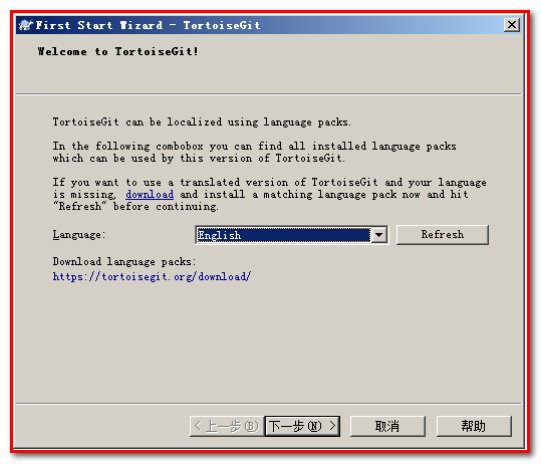 First Start Wizard - TortoiseGit
Welcome to TortoiseGit!
TortoiseGit can be localized using language packs.
In the following combobox you can find all installed language packs
which can be used by this version of TortoiseGit.
If you want to use a translated version of TortoiseGit and your language
is missing, download and install a matching language pack now and hit
"Refresh" before continuing.
Language: English Refresh
Download language packs:
https://tortoisegit.org/download/
< 上一步(B) 下一步(N) > 取消 帮助